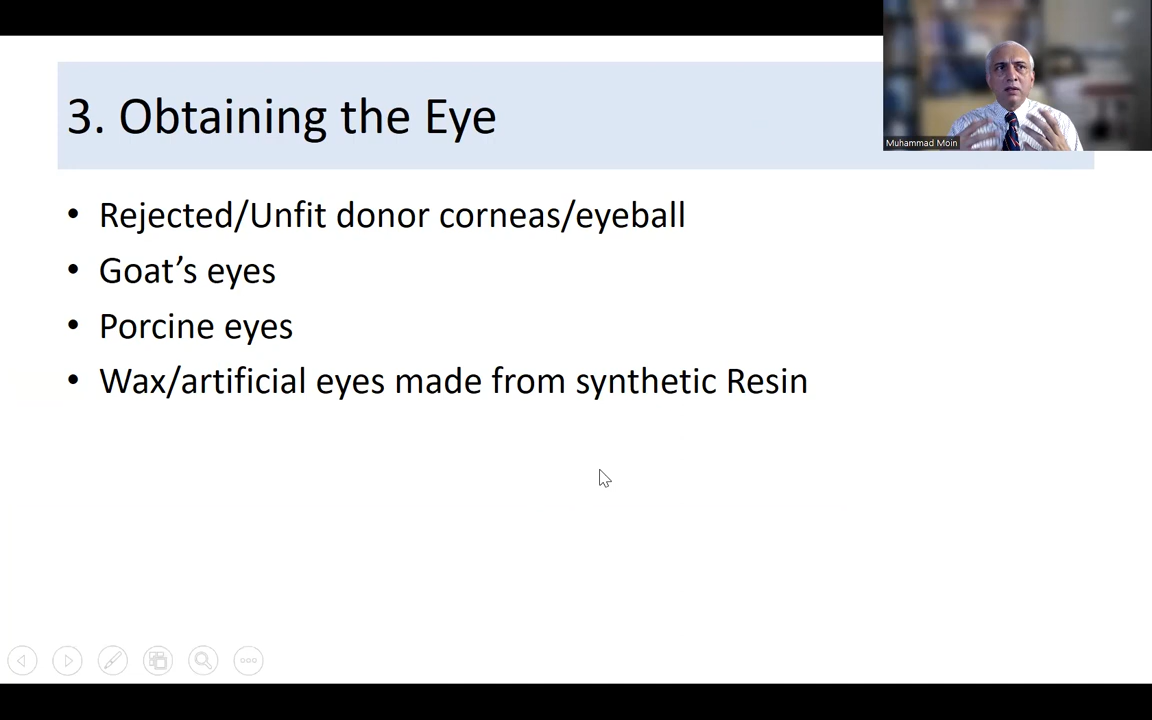 3. Obtaining the Eye
Muhammad Moin
• Rejected/Unfit donor corneas/eyeball
• Goat’s eyes
• Porcine eyes
• Wax/artificial eyes made from synthetic Resin